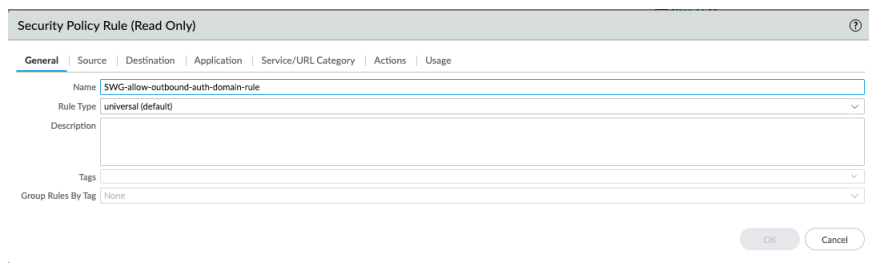 Security Policy Rule (Read Only)
?
General | Source | Destination | Application | Service/URL Category | Actions | Usage
Name SWG-allow-outbound-auth-domain-rule
Rule Type universal (default)
Description
Tags
Group Rules By Tag None
OK Cancel